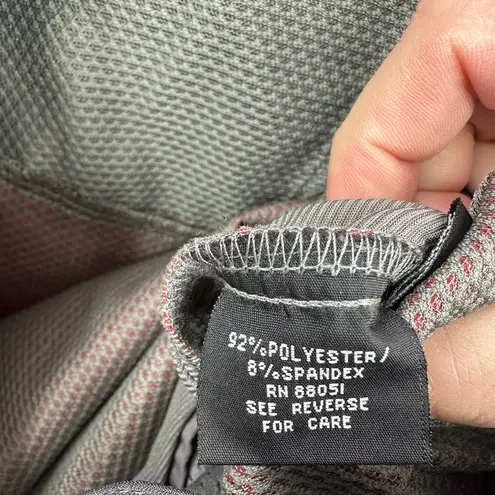 92%POLYESTER/
8%SPANDEX
RN 88051
SEE REVERSE
FOR CARE